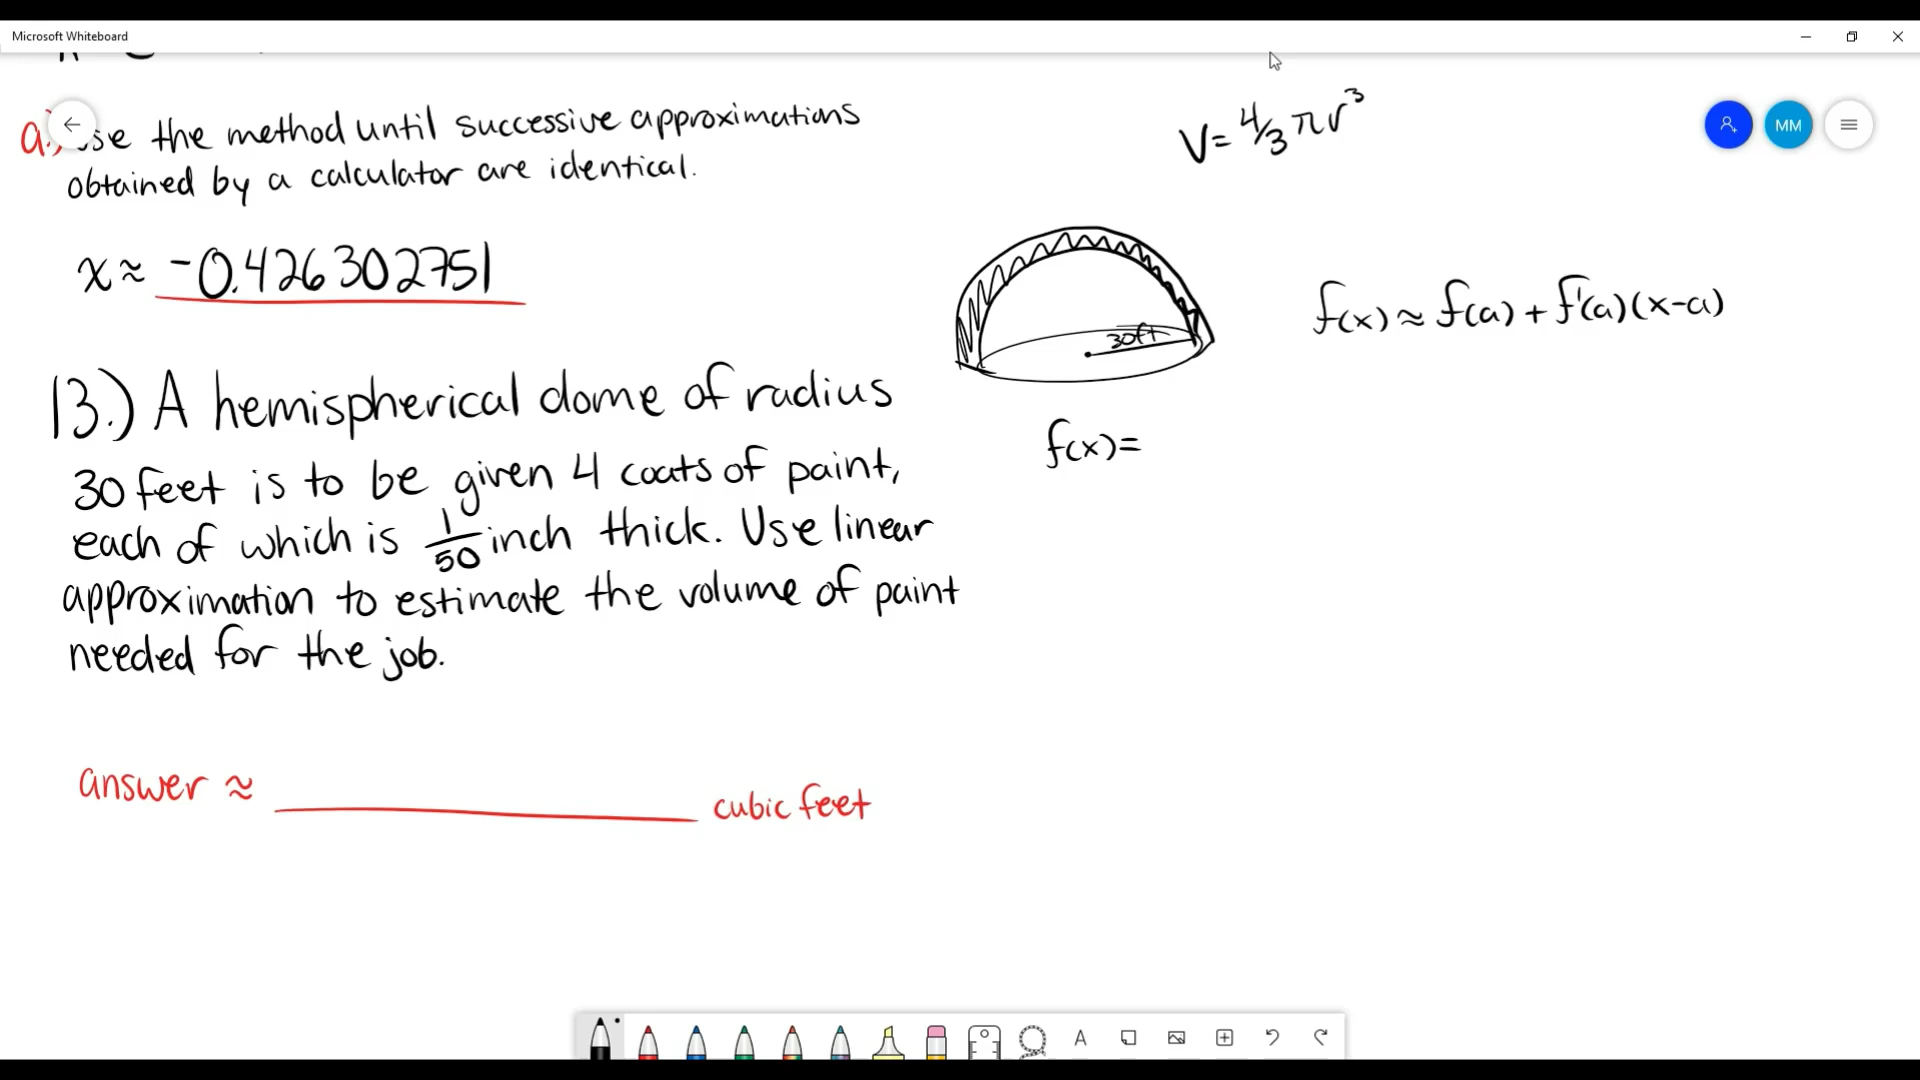 Microsoft Whiteboard
a.) Use the method until successive approximations
obtained by a calculator are identical.
x ≈ -0.426302751
13.) A hemispherical dome of radius
30 feet is to be given 4 coats of paint,
each of which is 1/50 inch thick. Use linear
approximation to estimate the volume of paint
needed for the job.
answer ≈ ____ cubic feet
V = 4/3 πr³
30ft
f(x) ≈ f(a) + f'(a)(x-a)
f(x) =
MM
A